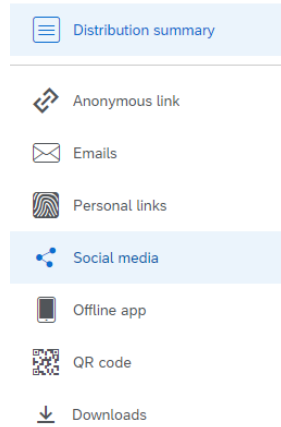 Distribution summary
Anonymous link
Emails
Personal links
Social media
Offline app
QR code
Downloads